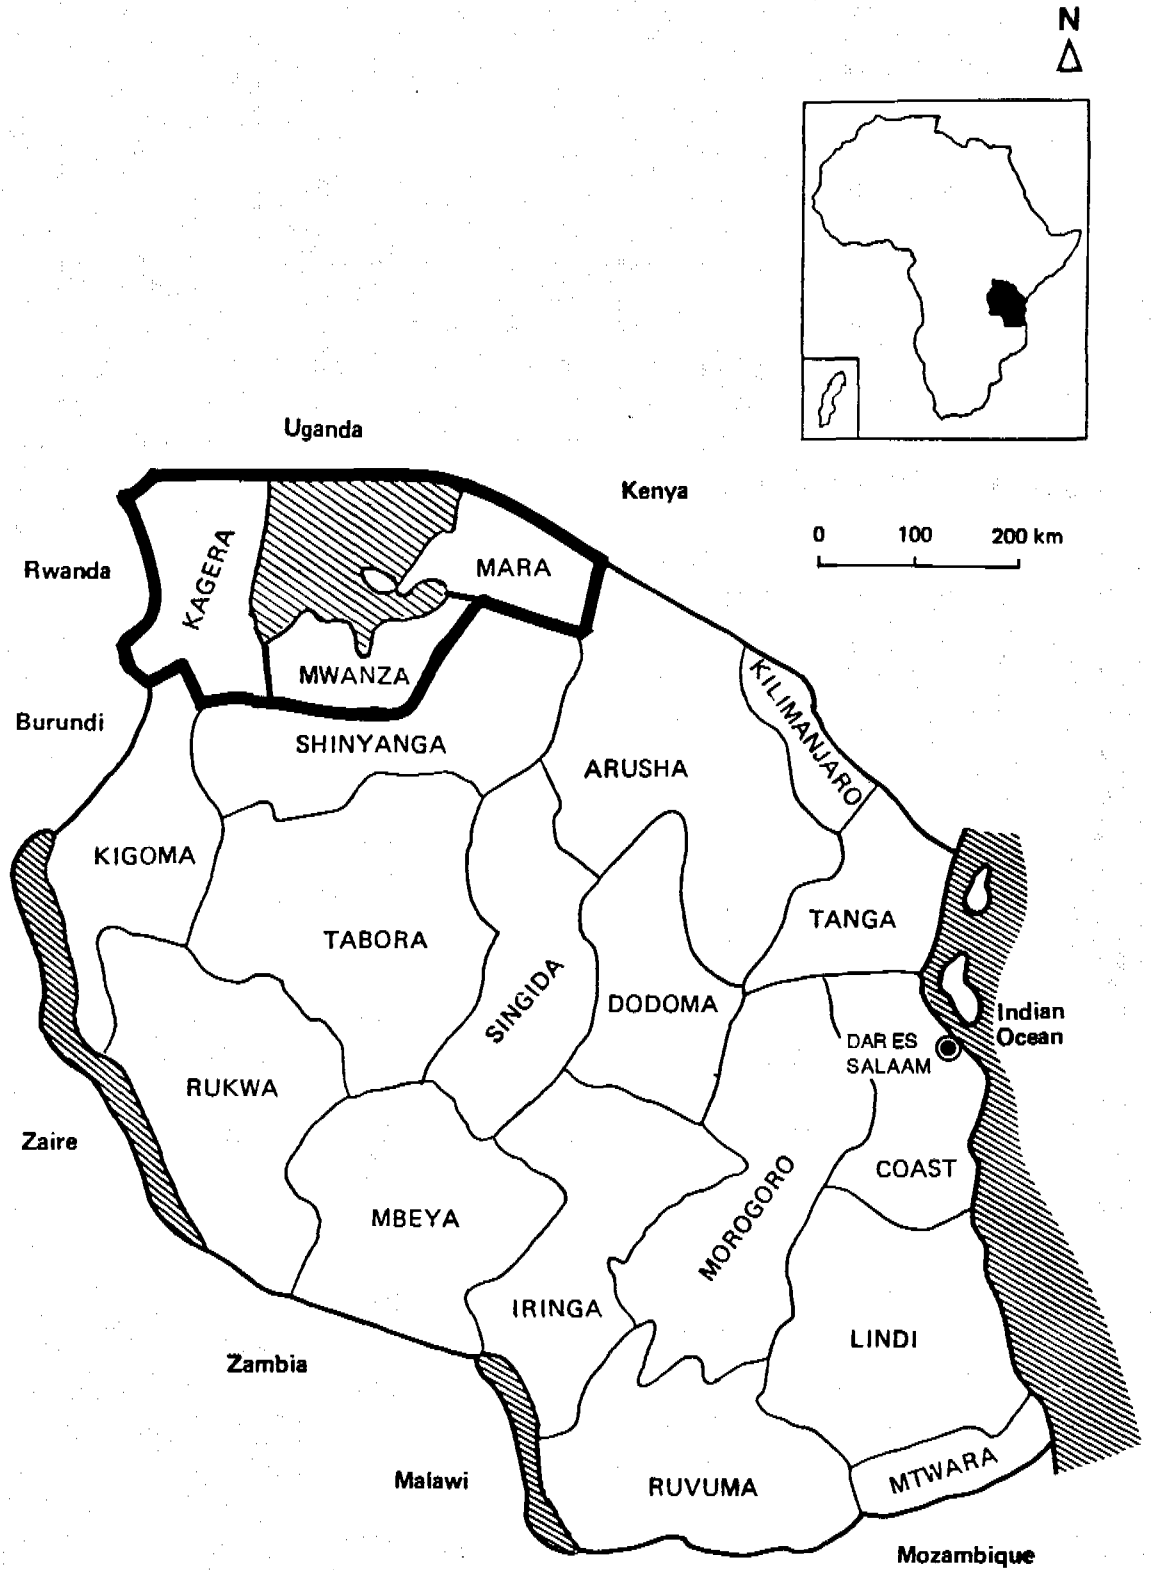 N
Uganda
Kenya
0 100 200 km
Rwanda
KAGERA
MARA
MWANZA
Burundi
SHINYANGA
KILIMANJARO
ARUSHA
KIGOMA
TABORA
TANGA
SINGIDA
DODOMA
Indian
Ocean
DAR ES
SALAAM
RUKWA
Zaire
COAST
MBEYA
MOROGORO
IRINGA
LINDI
Zambia
Malawi
RUVUMA
MTWARA
Mozambique